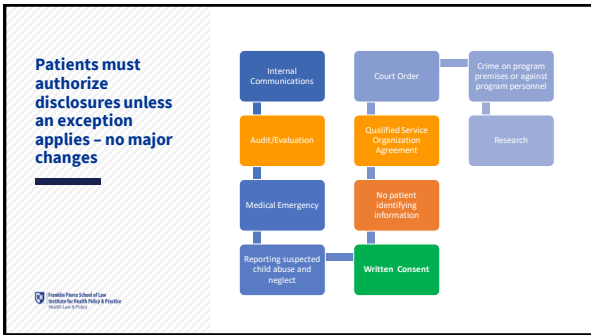 Patients must
authorize
disclosures unless
an exception
applies – no major
changes
Internal
Communications
Audit/Evaluation
Medical Emergency
Reporting suspected
child abuse and
neglect
Written Consent
No patient
identifying
information
Qualified Service
Organization
Agreement
Court Order
Crime on program
premises or against
program personnel
Research
Franklin Pierce School of Law
Institute for Health Policy & Practice
Health Law & Policy